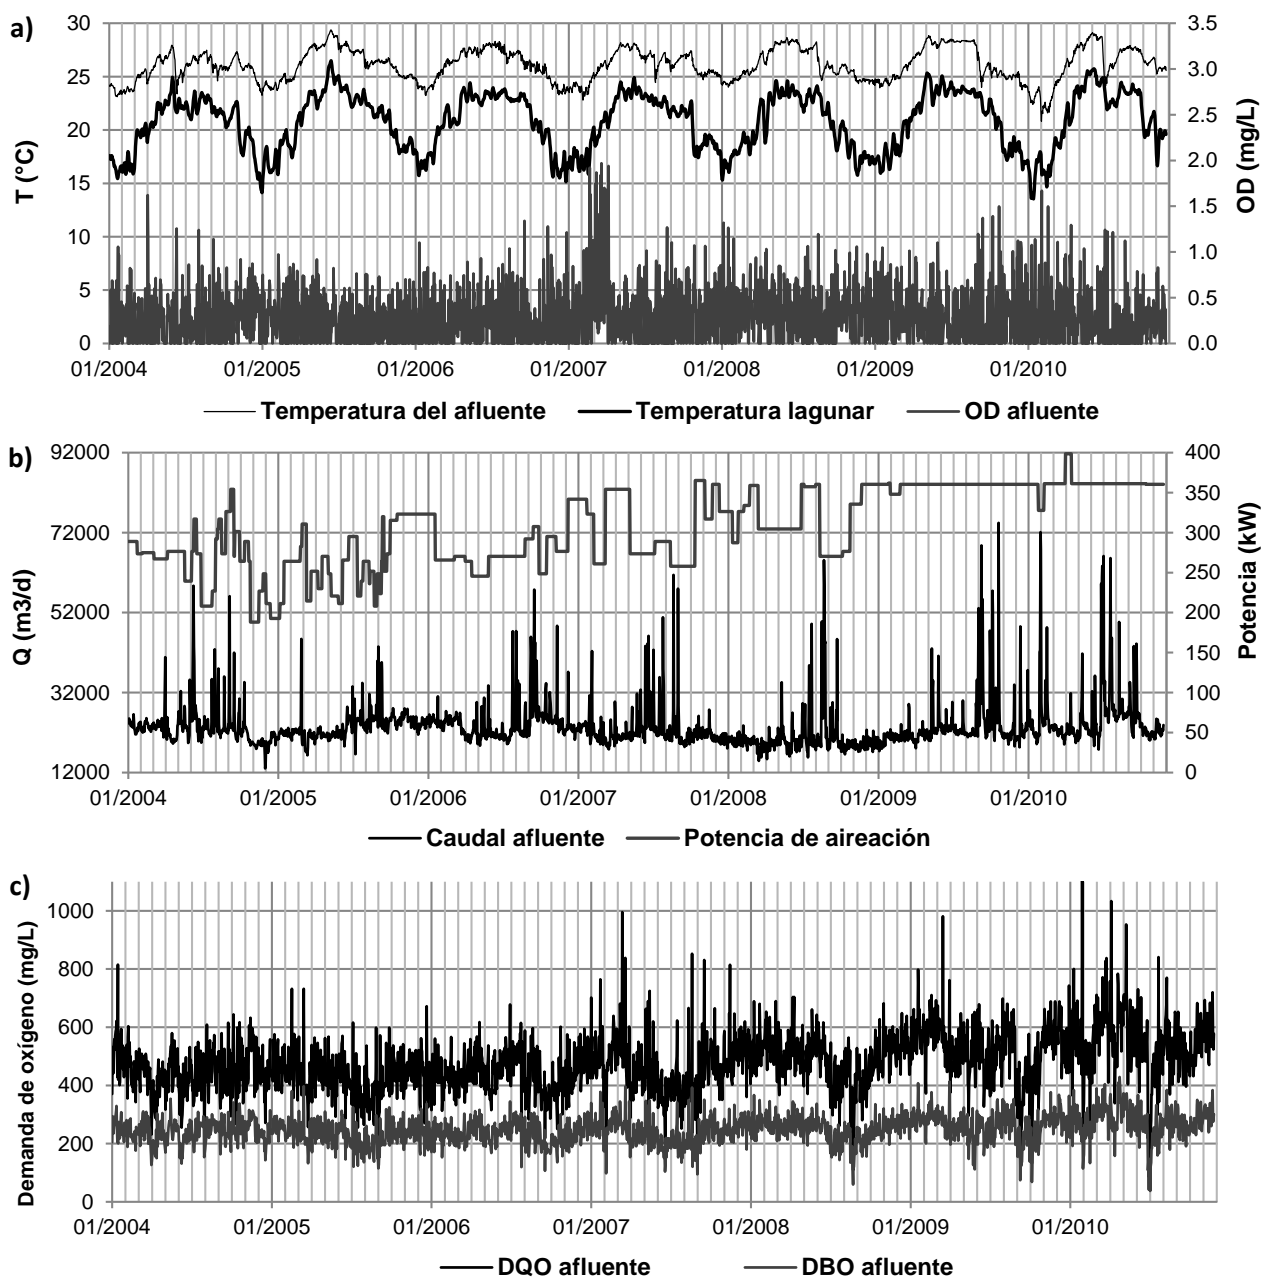 a)
30
25
20
15
10
5
0
T (°C)
3.5
3.0
2.5
2.0
1.5
1.0
0.5
0.0
OD (mg/L)
01/2004 01/2005 01/2006 01/2007 01/2008 01/2009 01/2010
Temperatura del afluente Temperatura lagunar OD afluente
b)
92000
72000
52000
32000
12000
Q (m3/d)
400
350
300
250
200
150
100
50
0
Potencia (kW)
01/2004 01/2005 01/2006 01/2007 01/2008 01/2009 01/2010
Caudal afluente Potencia de aireación
c)
1000
800
600
400
200
0
Demanda de oxígeno (mg/L)
01/2004 01/2005 01/2006 01/2007 01/2008 01/2009 01/2010
DQO afluente DBO afluente